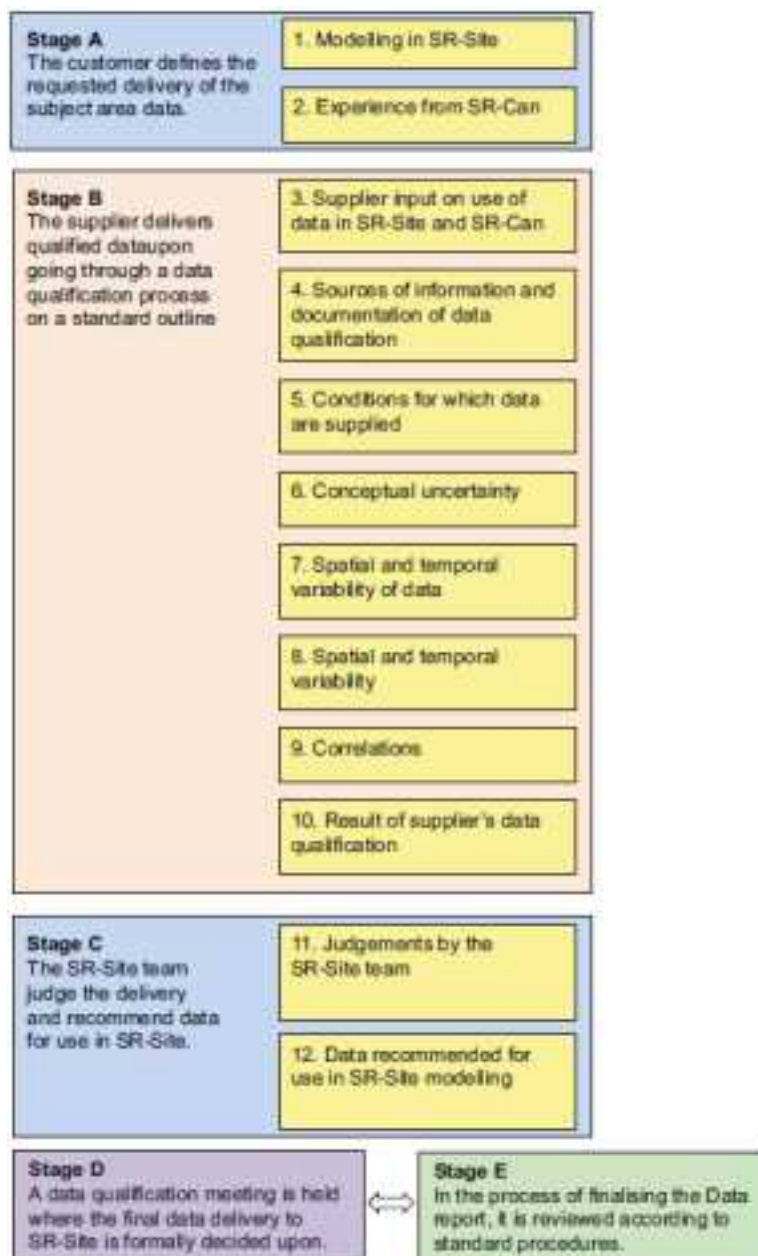 Stage A
The customer defines the
requested delivery of the
subject area data.
1. Modelling in SR-Site
2. Experience from SR-Can
Stage B
The supplier delivers
qualified dataupon
going through a data
qualification process
on a standard outline
3. Supplier input on use of
data in SR-Site and SR-Can
4. Sources of information and
documentation of data
qualification
5. Conditions for which data
are supplied
6. Conceptual uncertainty
7. Spatial and temporal
variability of data
8. Spatial and temporal
variability
9. Correlations
10. Result of supplier's data
qualification
Stage C
The SR-Site team
judge the delivery
and recommend data
for use in SR-Site.
11. Judgements by the
SR-Site team
12. Data recommended for
use in SR-Site modelling
Stage D
A data qualification meeting is held
where the final data delivery to
SR-Site is formally decided upon.
Stage E
In the process of finalising the Data
report, it is reviewed according to
standard procedures.